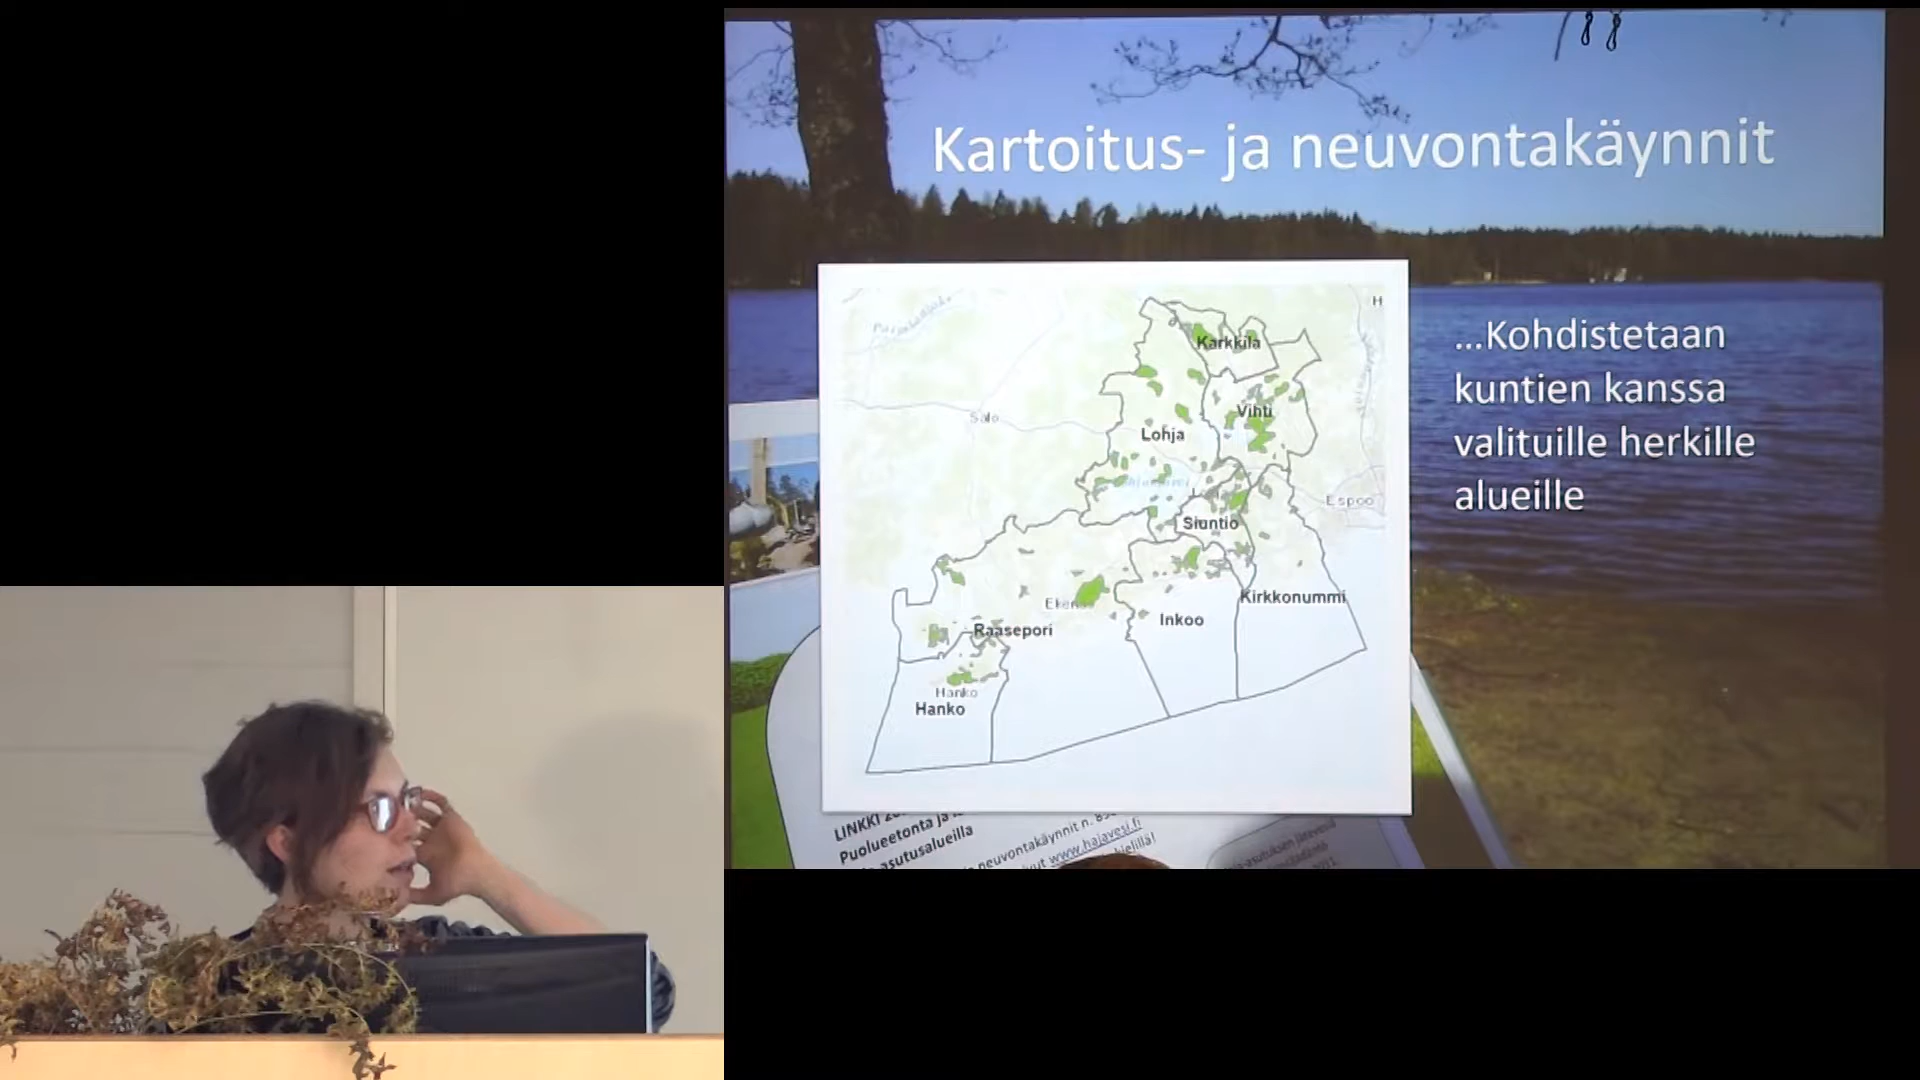 Kartoitus- ja neuvontakäynnit
...Kohdistetaan
kuntien kanssa
valituille herkille
alueille
H
Karkkila
Salo
Vihti
Lohja
Espoo
Siuntio
Kirkkonummi
Inkoo
Raasepori
Hanko
Hanko
LINKKI
Puolueetonta ja
asutusalueilla
neuvontakäynnit n.
www.hajavesi.fi